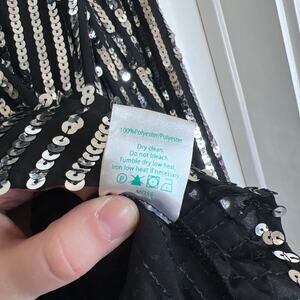 100%Polyester/Polyester
Dry clean.
Do not bleach.
Tumble dry low heat.
Iron low heat if necessary.
P